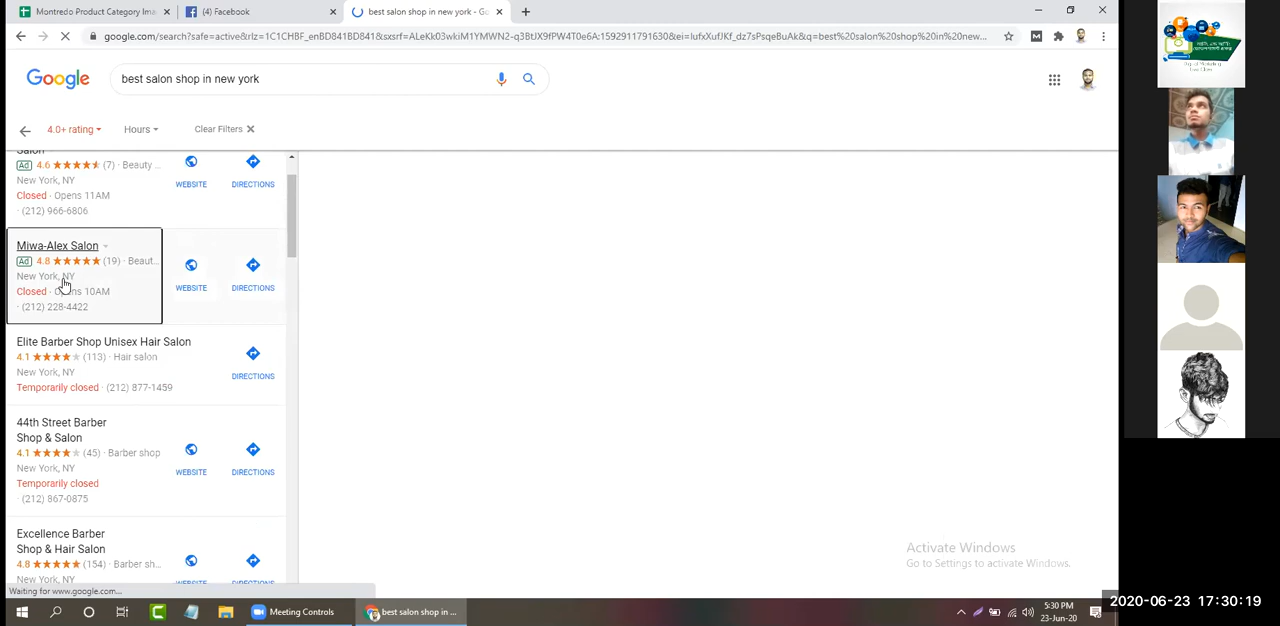 Montredo Product Category Ima
(4) Facebook
best salon shop in new york - Go
google.com/search?safe=active&rlz=1C1CHBF_enBD841BD841&sxsrf=ALeKk03wkiM1YMWN2-q3BtJX9fPW4T0e6A:1592911791630&ei=lufxXufJKf_dz7sPsqeBuAk&q=best%20salon%20shop%20in%20new...
Google
best salon shop in new york
4.0+ rating
Hours
Clear Filters
Salon
Ad 4.6 (7) · Beauty ...
New York, NY
Closed · Opens 11AM
· (212) 966-6806
WEBSITE
DIRECTIONS
Miwa-Alex Salon
Ad 4.8 (19) · Beaut...
New York, NY
Closed · Opens 10AM
· (212) 228-4422
WEBSITE
DIRECTIONS
Elite Barber Shop Unisex Hair Salon
4.1 (113) · Hair salon
New York, NY
Temporarily closed · (212) 877-1459
DIRECTIONS
44th Street Barber
Shop & Salon
4.1 (45) · Barber shop
New York, NY
Temporarily closed
· (212) 867-0875
WEBSITE
DIRECTIONS
Excellence Barber
Shop & Hair Salon
4.8 (154) · Barber sh...
New York, NY
WEBSITE
DIRECTIONS
Activate Windows
Go to Settings to activate Windows.
Waiting for www.google.com...
Meeting Controls
best salon shop in ...
5:30 PM
23-Jun-20
2020-06-23 17:30:19